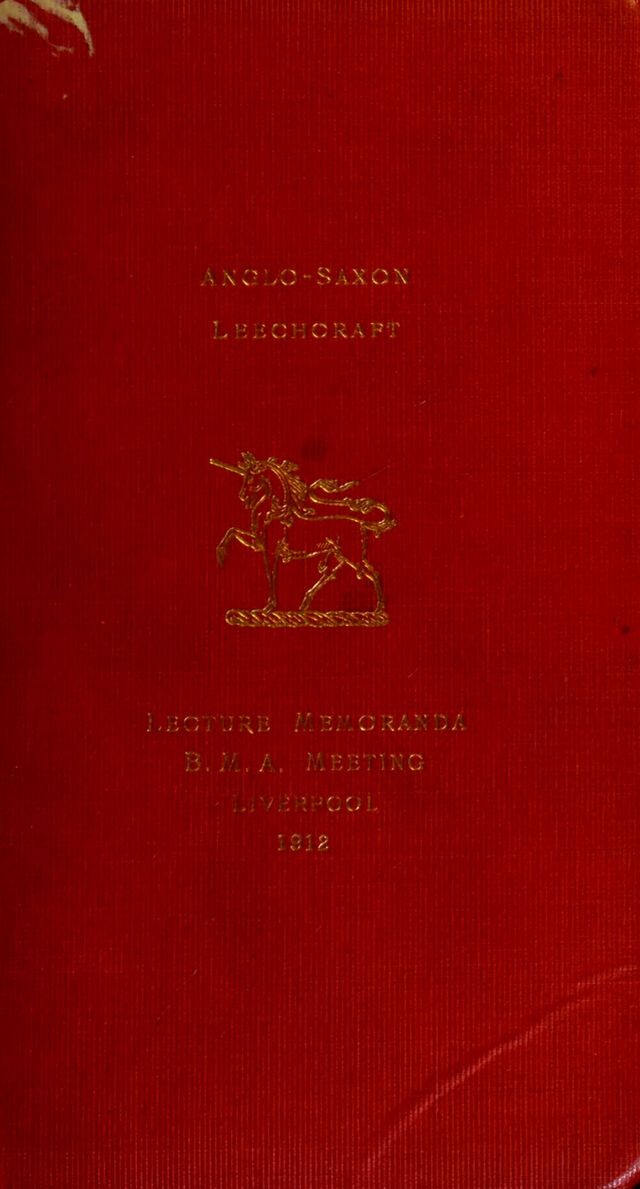 Anglo-Saxon
Leechcraft
Lecture Memoranda
B. M. A. Meeting
Liverpool
1912